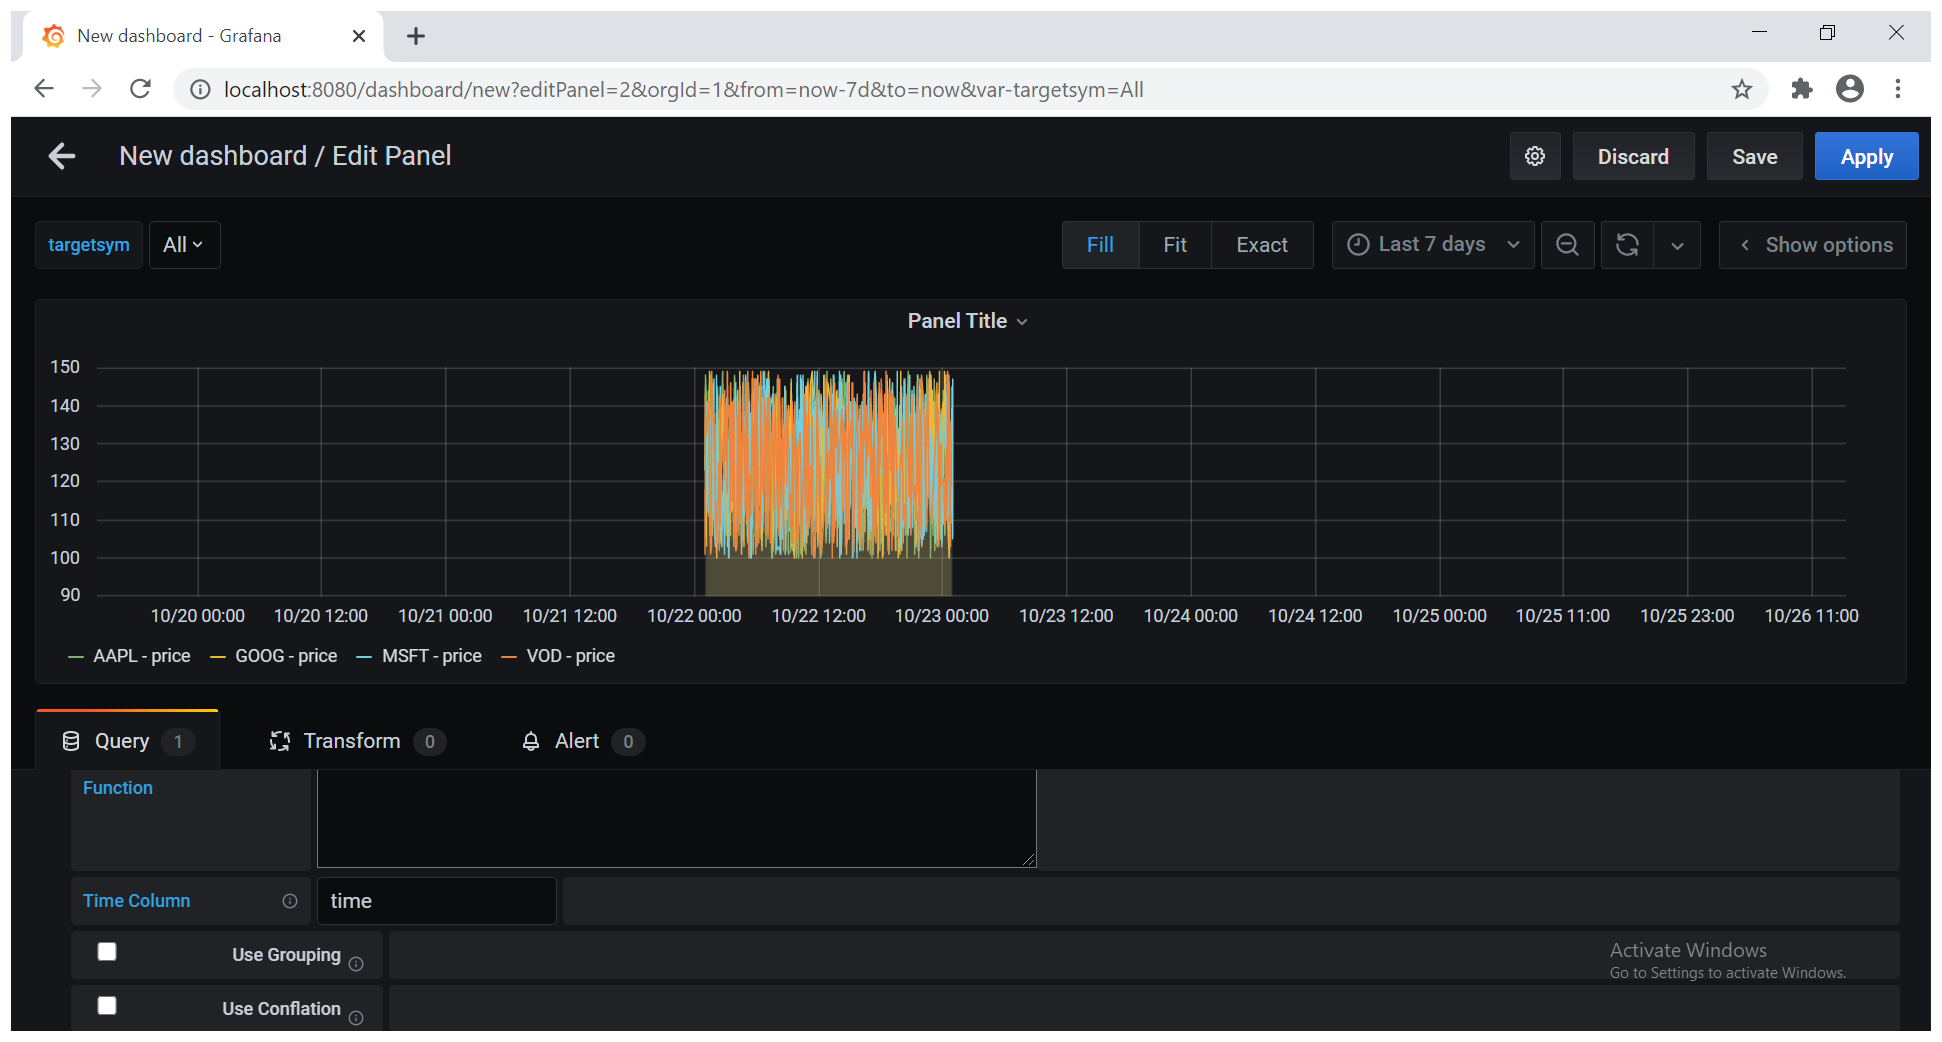 New dashboard - Grafana
localhost:8080/dashboard/new?editPanel=2&orgId=1&from=now-7d&to=now&var-targetsym=All
New dashboard / Edit Panel
Discard
Save
Apply
targetsym
All
Fill
Fit
Exact
Last 7 days
Show options
Panel Title
150
140
130
120
110
100
90
10/20 00:00 10/20 12:00 10/21 00:00 10/21 12:00 10/22 00:00 10/22 12:00 10/23 00:00 10/23 12:00 10/24 00:00 10/24 12:00 10/25 00:00 10/25 11:00 10/25 23:00 10/26 11:00
AAPL - price GOOG - price MSFT - price VOD - price
Query 1
Transform 0
Alert 0
Function
Time Column
time
Use Grouping
Activate Windows
Go to Settings to activate Windows.
Use Conflation